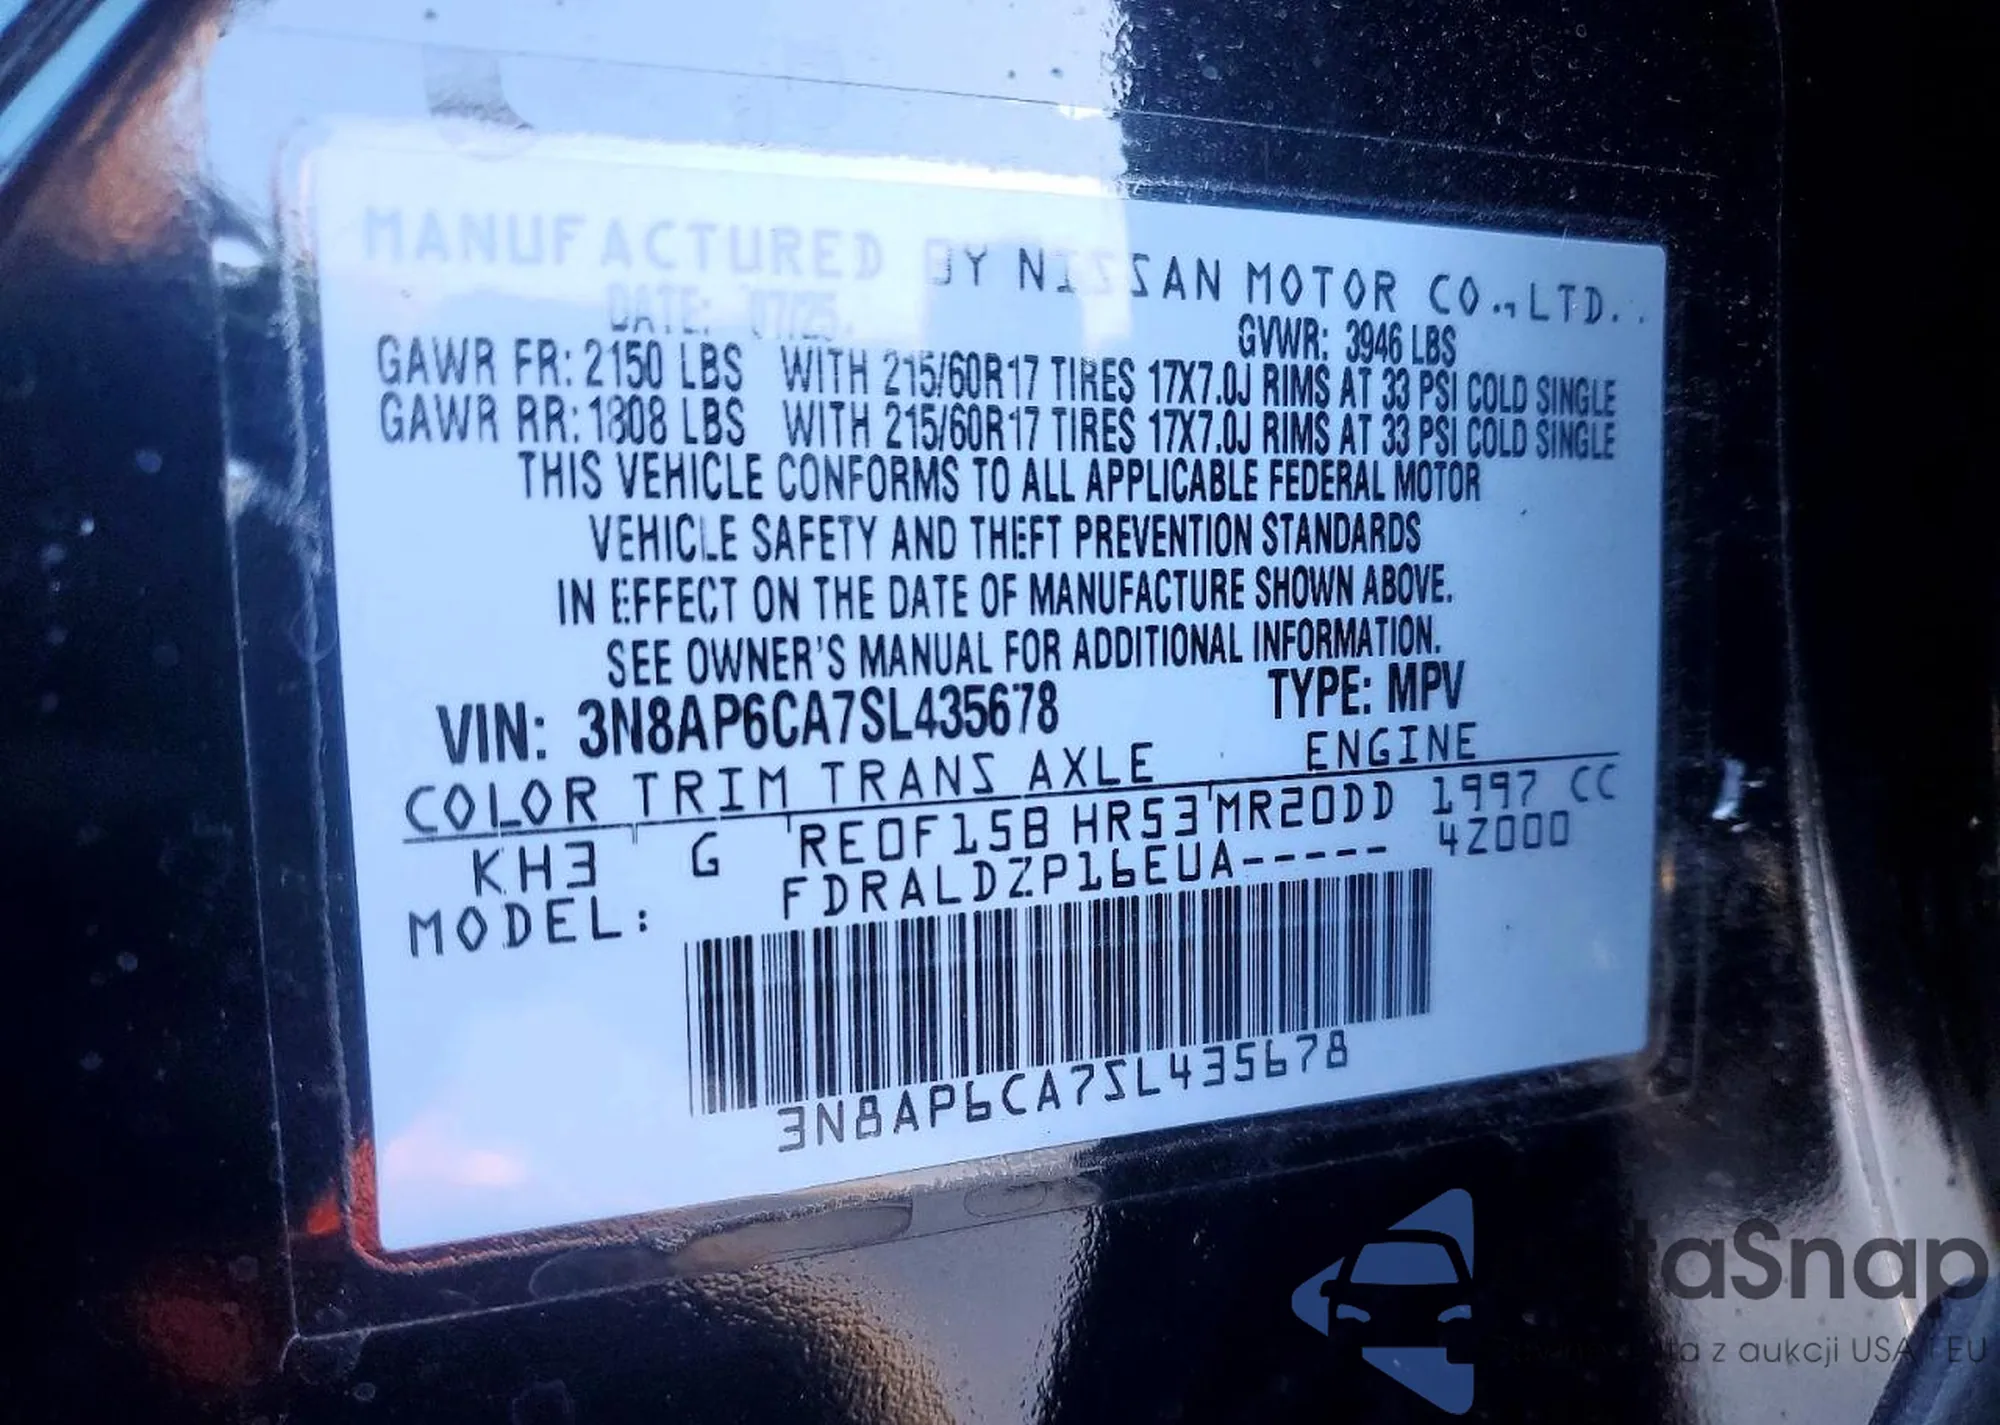 MANUFACTURED BY NISSAN MOTOR CO.,LTD.
DATE: 07/25. GVWR: 3946 LBS
GAWR FR: 2150 LBS WITH 215/60R17 TIRES 17X7.0J RIMS AT 33 PSI COLD SINGLE
GAWR RR: 1808 LBS WITH 215/60R17 TIRES 17X7.0J RIMS AT 33 PSI COLD SINGLE
THIS VEHICLE CONFORMS TO ALL APPLICABLE FEDERAL MOTOR
VEHICLE SAFETY AND THEFT PREVENTION STANDARDS
IN EFFECT ON THE DATE OF MANUFACTURE SHOWN ABOVE.
SEE OWNER'S MANUAL FOR ADDITIONAL INFORMATION.
VIN: 3N8AP6CA7SL435678 TYPE: MPV
COLOR TRIM TRANS AXLE ENGINE
KH3 G RE0F15B HR53 MR20DD 1997 CC
MODEL: FDRALDZP16EUA----- 4Z000
3N8AP6CA7SL435678
taSnap
z aukcji USA i EU